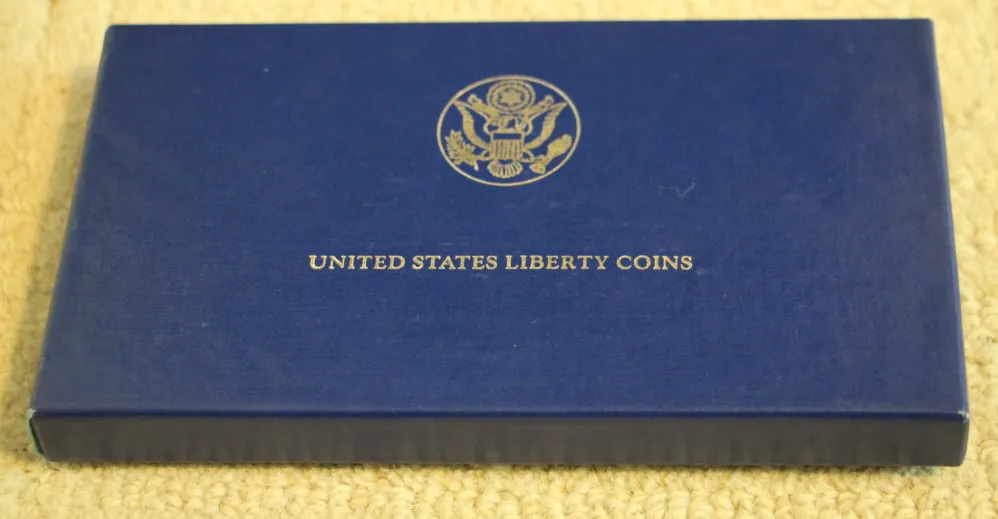 UNITED STATES LIBERTY COINS